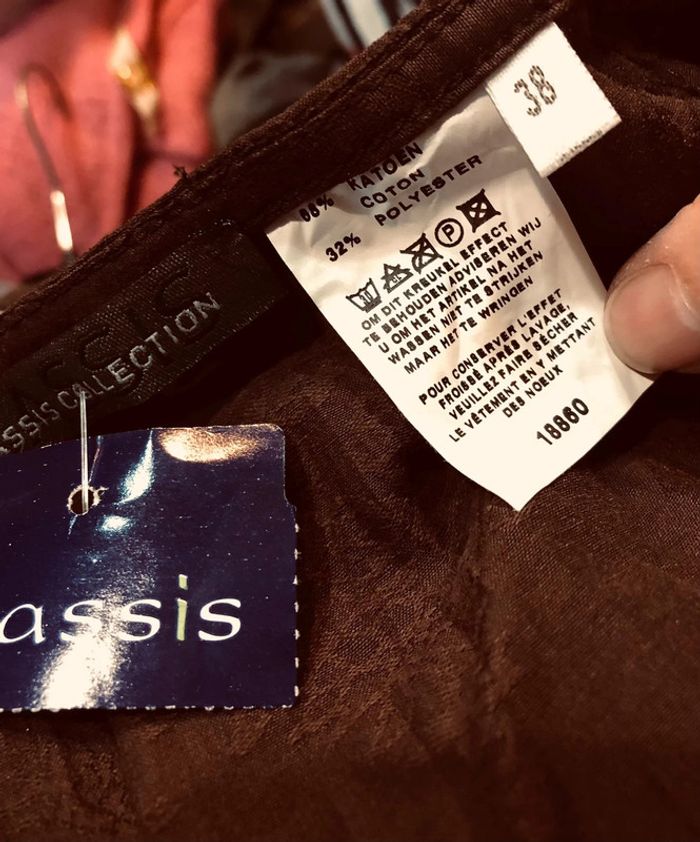 38
68% KATOEN
COTON
32% POLYESTER
P
OM DIT KREUKEL EFFECT
TE BEHOUDEN ADVISEREN WIJ
U OM HET ARTIKEL NA HET
WASSEN NIET TE STRIJKEN
MAAR HET TE WRINGEN
POUR CONSERVER L'EFFET
FROISSÉ APRÈS LAVAGE,
VEUILLEZ FAIRE SÉCHER
LE VÊTEMENT EN Y METTANT
DES NOEUX
18860
ASSIS COLLECTION
assis